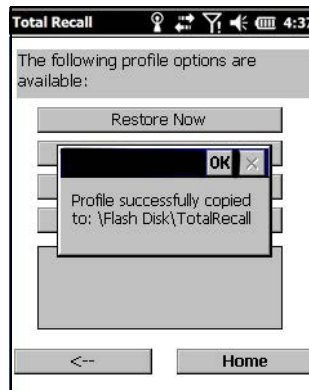 Total Recall 4:37
The following profile options are
available:
Restore Now
OK
Profile successfully copied
to: \Flash Disk\TotalRecall
<--
Home